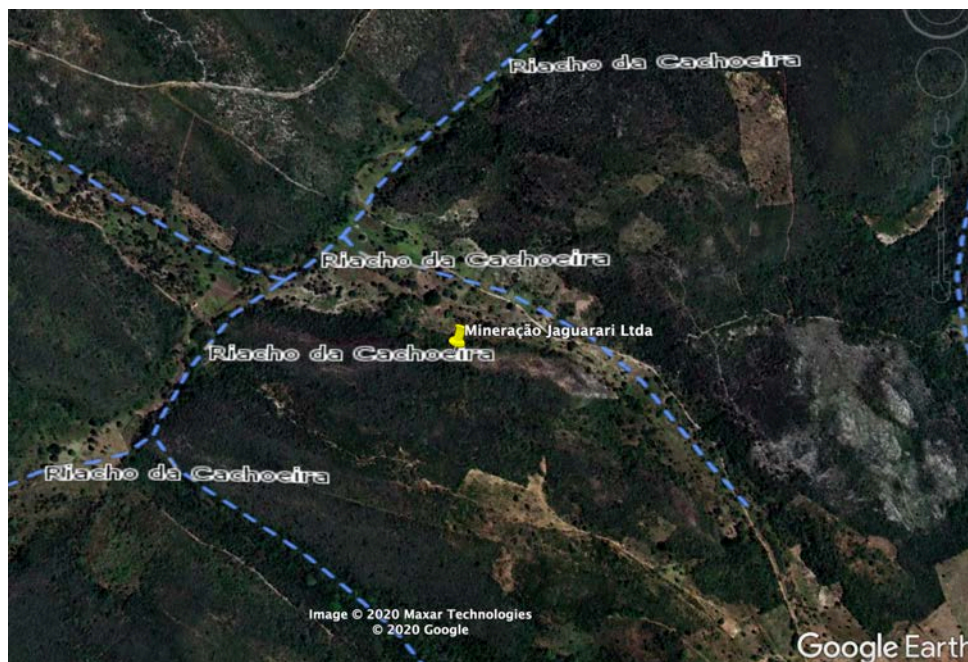 Riacho da Cachoeira
Riacho da Cachoeira
Mineração Jaguarari Ltda
Riacho da Cachoeira
Riacho da Cachoeira
Image © 2020 Maxar Technologies
© 2020 Google
Google Earth